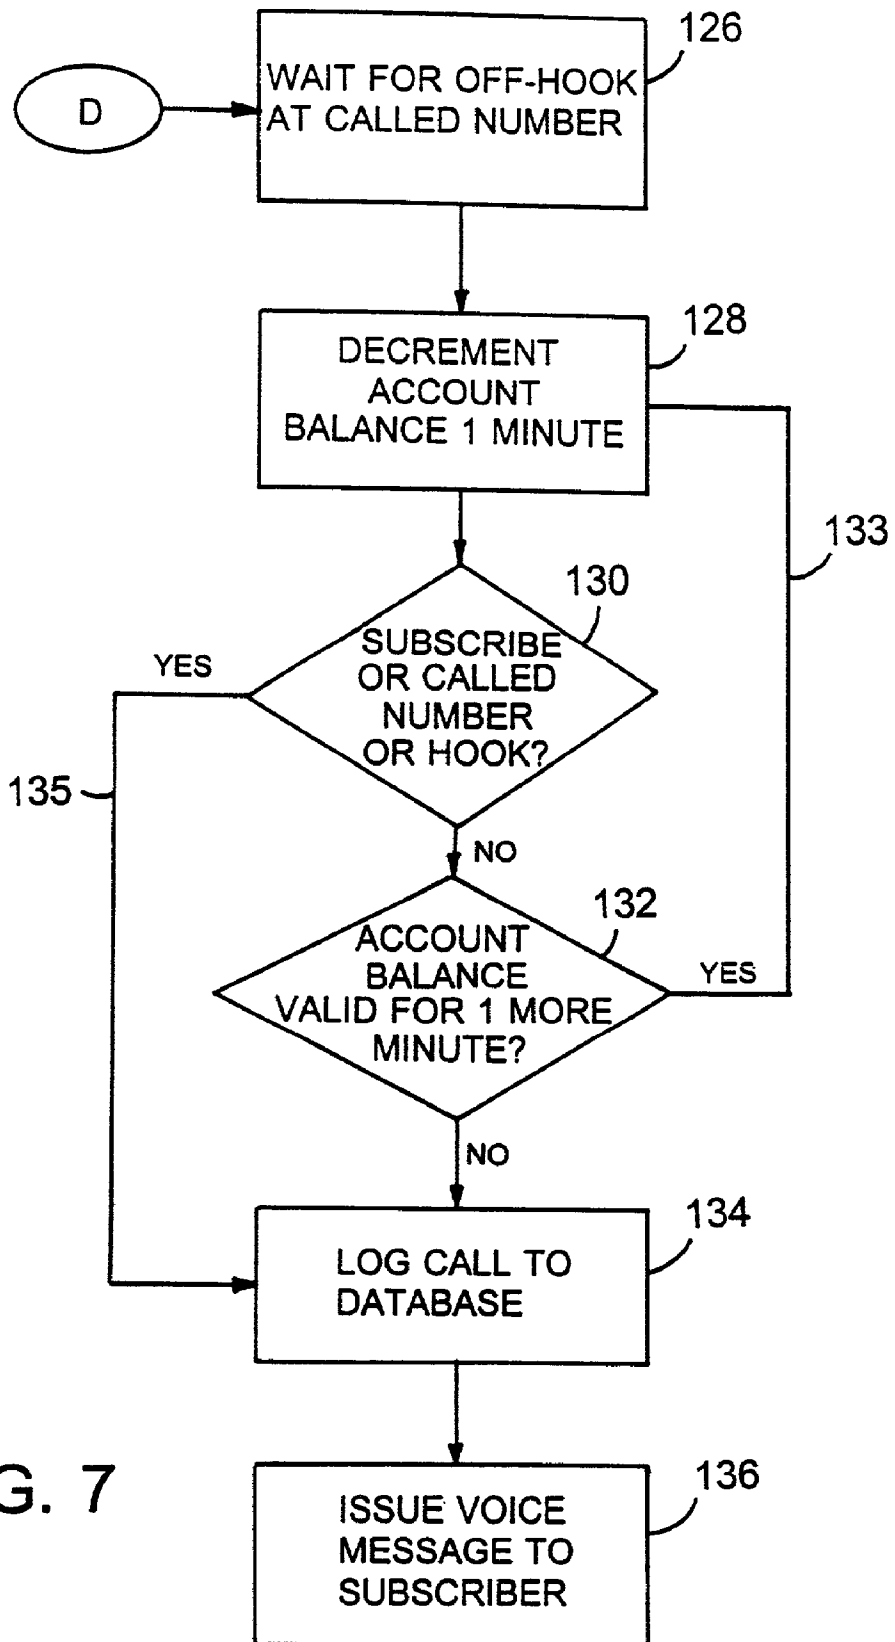 126
WAIT FOR OFF-HOOK
AT CALLED NUMBER
D
128
DECREMENT
ACCOUNT
BALANCE 1 MINUTE
133
130
SUBSCRIBE
OR CALLED
NUMBER
OR HOOK?
YES
135
NO
132
ACCOUNT
BALANCE
VALID FOR 1 MORE
MINUTE?
YES
NO
134
LOG CALL TO
DATABASE
136
ISSUE VOICE
MESSAGE TO
SUBSCRIBER
G. 7